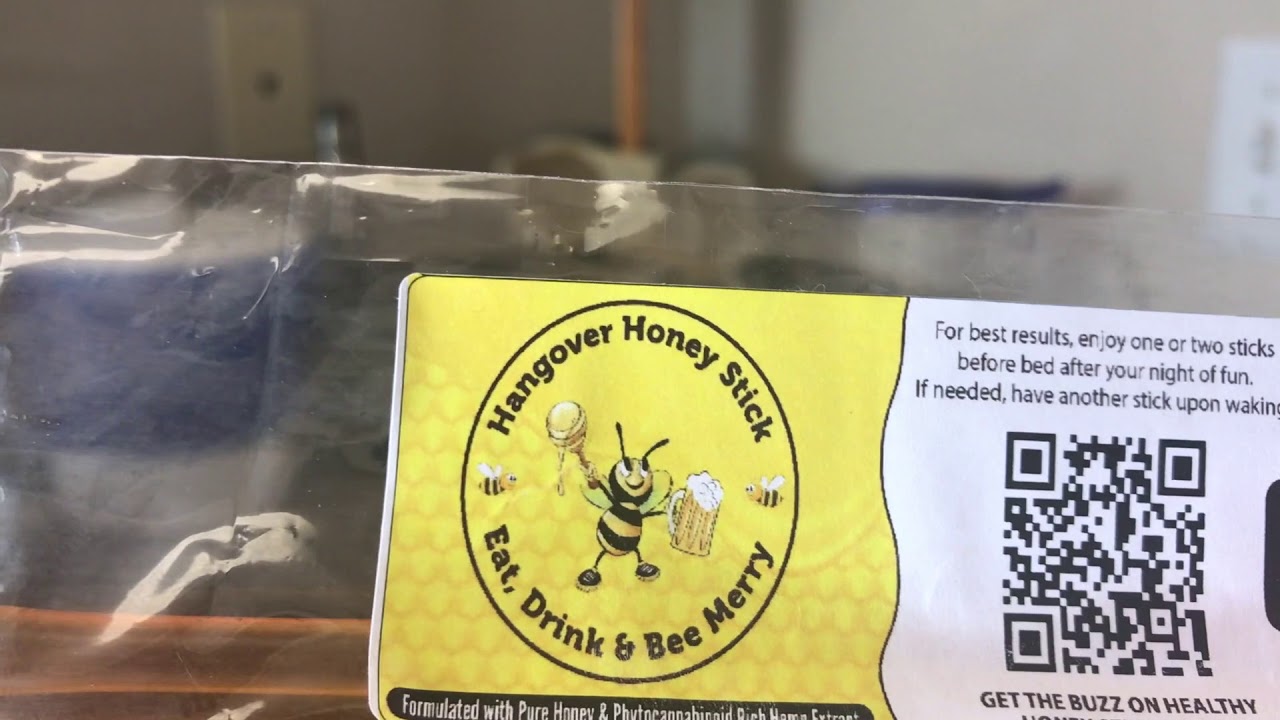 Hangover Honey Stick
Eat, Drink & Bee Merry
Formulated with Pure Honey & Phytocannabinoid Rich Hemp Extract
For best results, enjoy one or two sticks
before bed after your night of fun.
If needed, have another stick upon waking
GET THE BUZZ ON HEALTHY